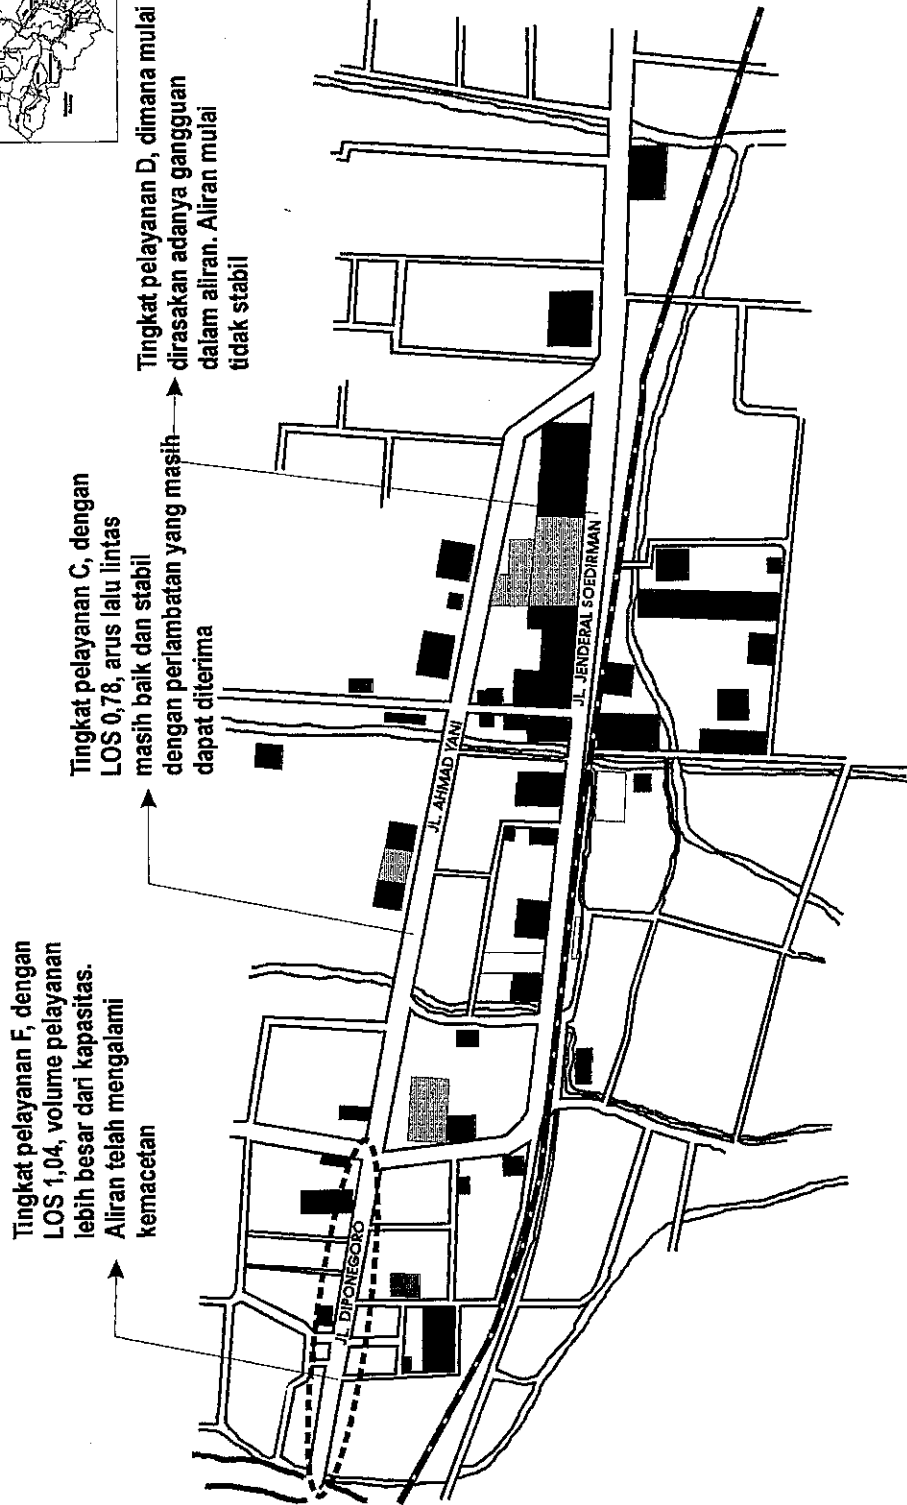 Tingkat pelayanan F, dengan
LOS 1,04, volume pelayanan
lebih besar dari kapasitas.
Aliran telah mengalami
kemacetan
Tingkat pelayanan C, dengan
LOS 0,78, arus lalu lintas
masih baik dan stabil
dengan perlambatan yang masih
dapat diterima
Tingkat pelayanan D, dimana mulai
dirasakan adanya gangguan
dalam aliran. Aliran mulai
tidak stabil
JL. DIPONEGORO
JL. AHMAD YANI
JL. JENDERAL SOEDIRMAN